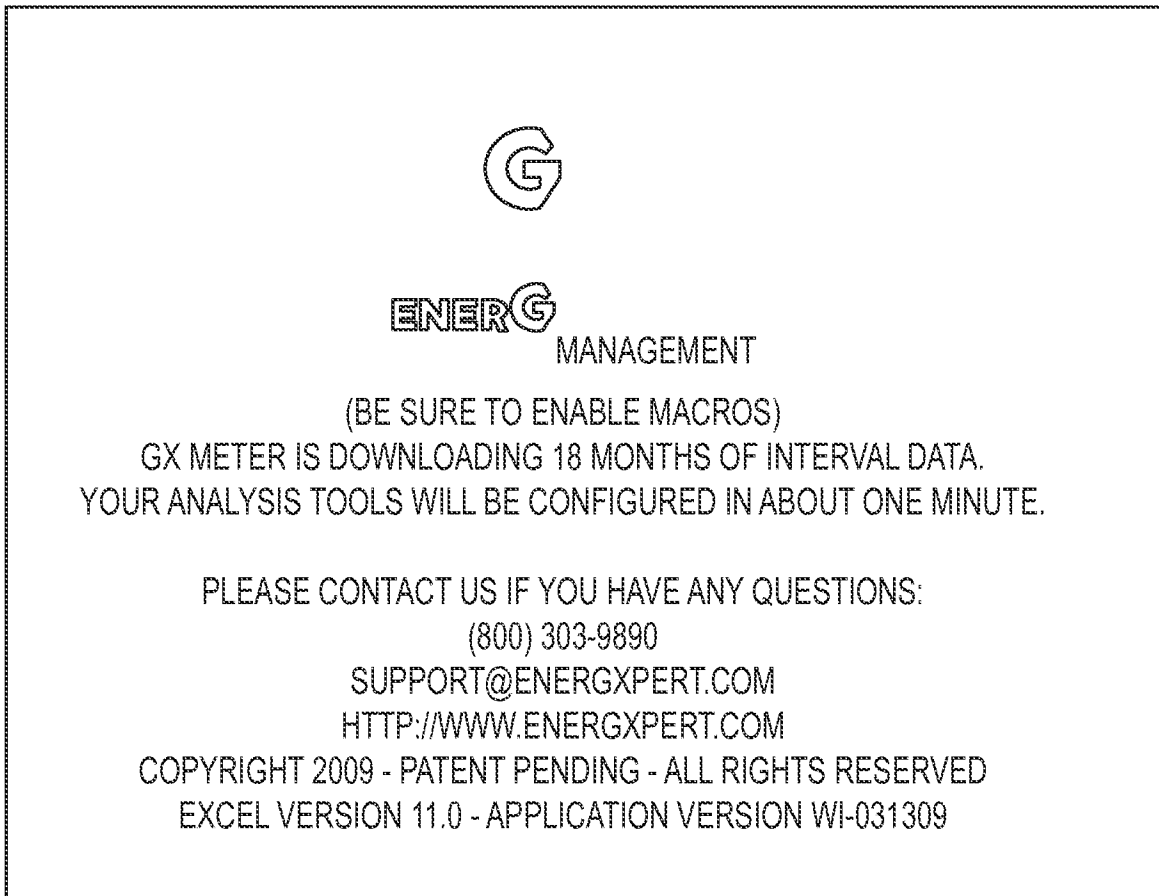 G
ENERG
MANAGEMENT
(BE SURE TO ENABLE MACROS)
GX METER IS DOWNLOADING 18 MONTHS OF INTERVAL DATA.
YOUR ANALYSIS TOOLS WILL BE CONFIGURED IN ABOUT ONE MINUTE.
PLEASE CONTACT US IF YOU HAVE ANY QUESTIONS:
(800) 303-9890
SUPPORT@ENERGXPERT.COM
HTTP://WWW.ENERGXPERT.COM
COPYRIGHT 2009 - PATENT PENDING - ALL RIGHTS RESERVED
EXCEL VERSION 11.0 - APPLICATION VERSION WI-031309